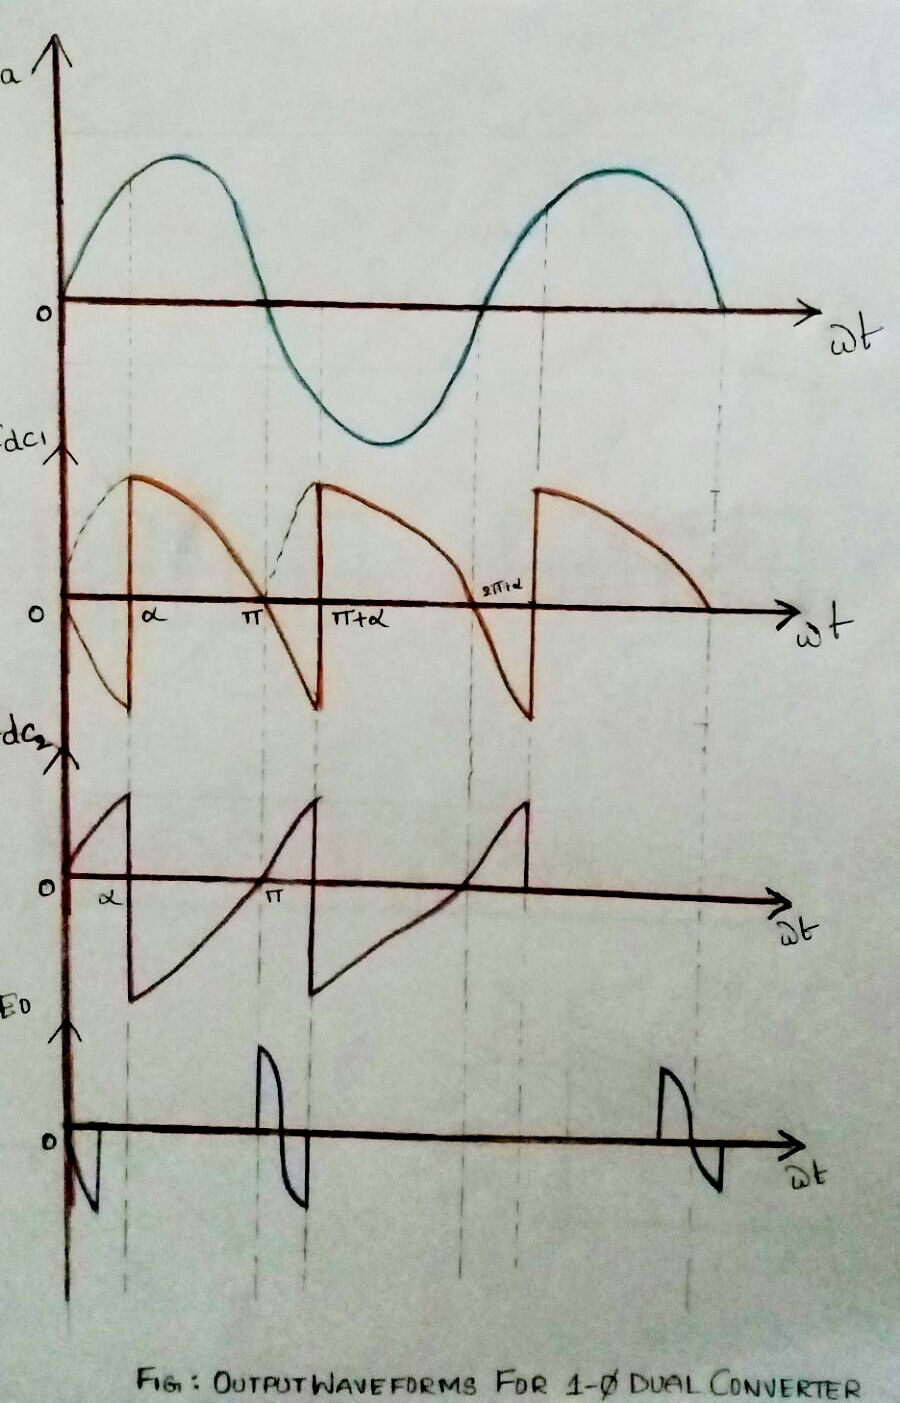 a
0
ωt
dc1
0
α
π
π+α
2π+α
ωt
dc2
0
α
π
ωt
E0
0
ωt
FIG: OUTPUT WAVEFORMS FOR 1-Ø DUAL CONVERTER